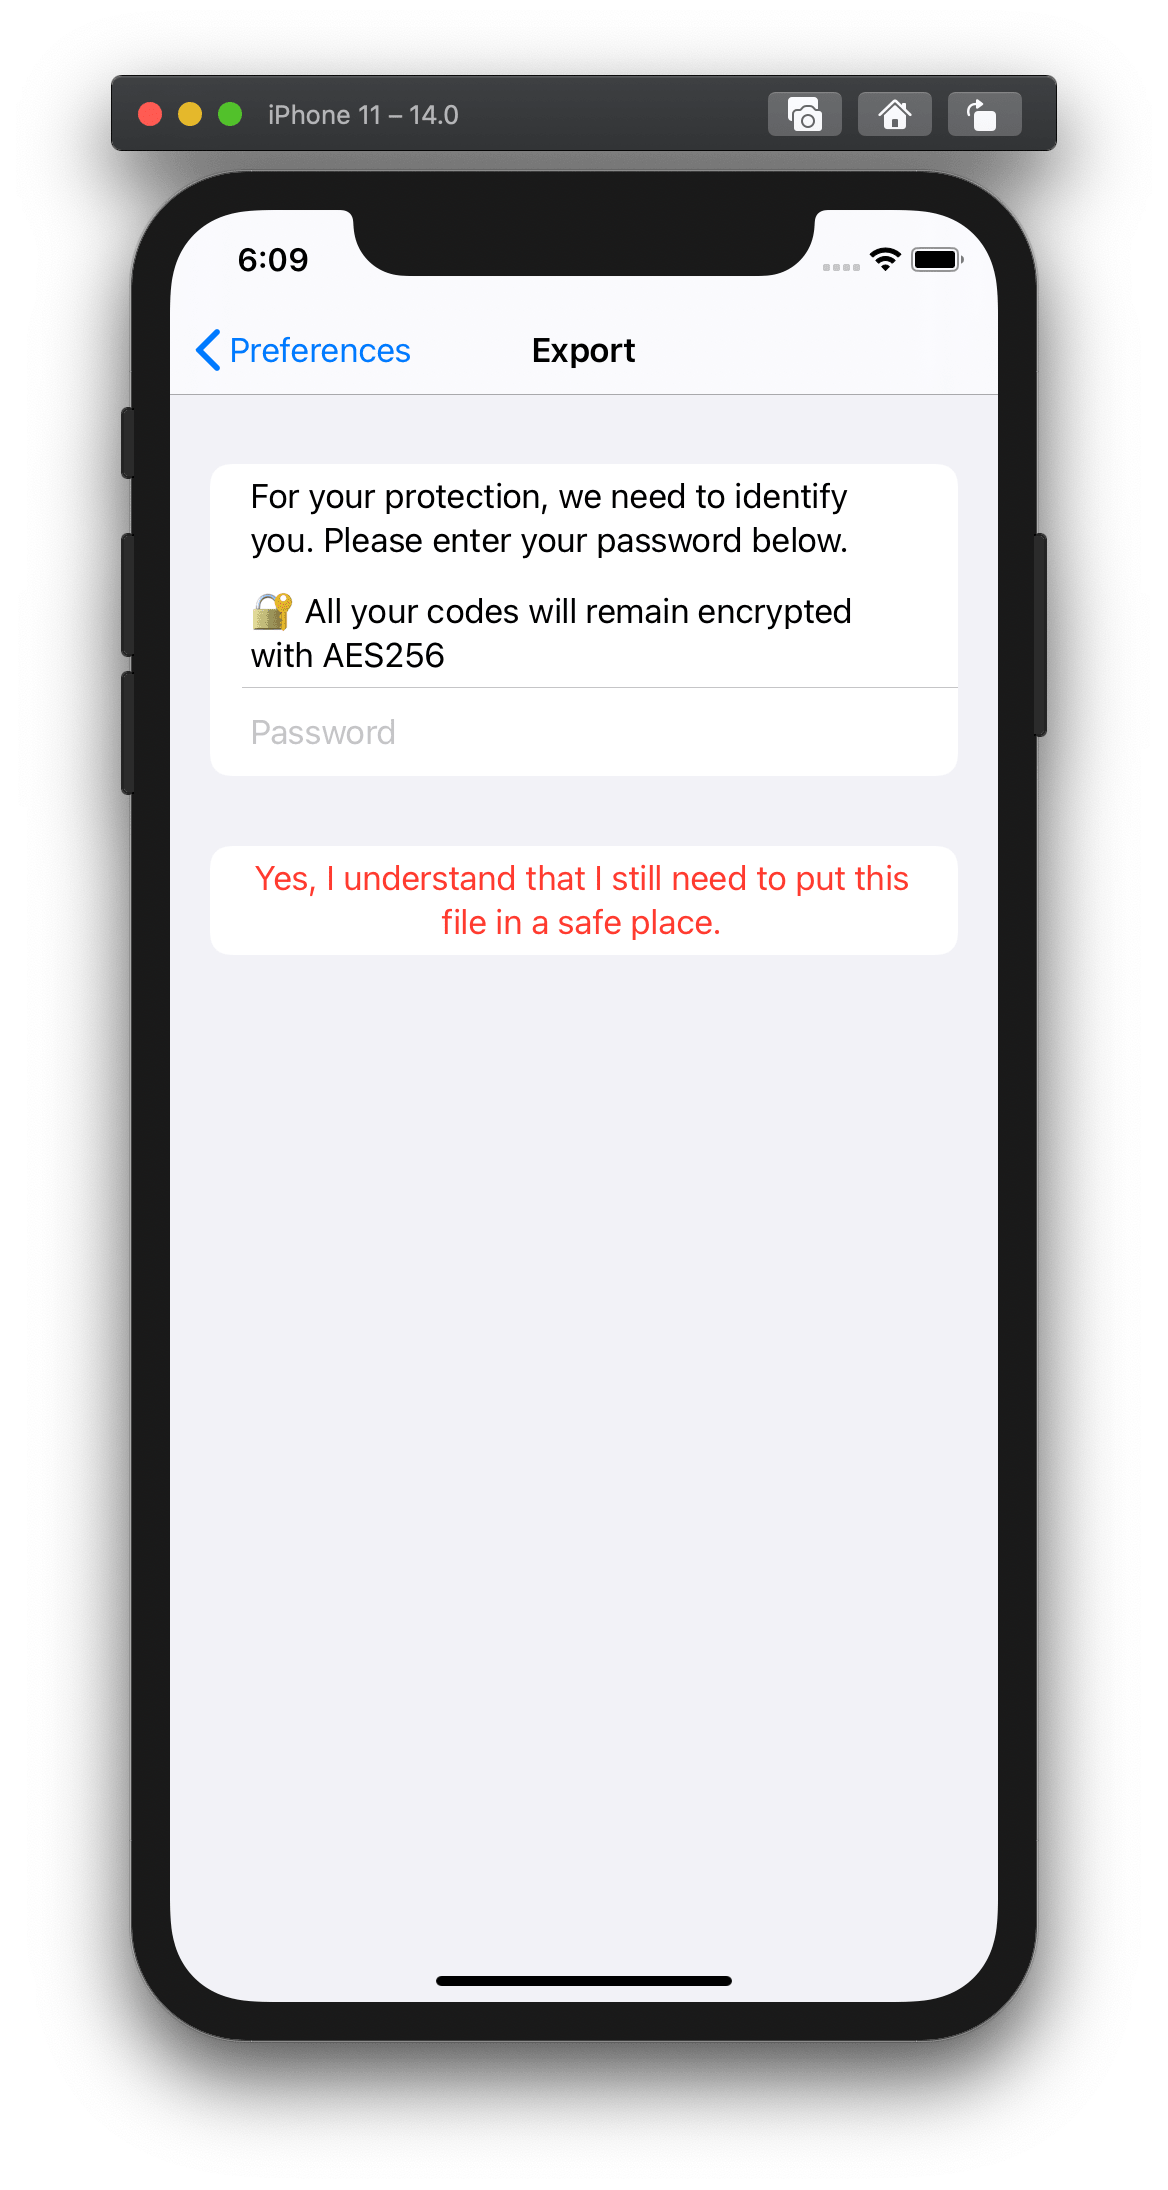 iPhone 11 – 14.0
6:09
Preferences
Export
For your protection, we need to identify
you. Please enter your password below.
🔐 All your codes will remain encrypted
with AES256
Password
Yes, I understand that I still need to put this
file in a safe place.